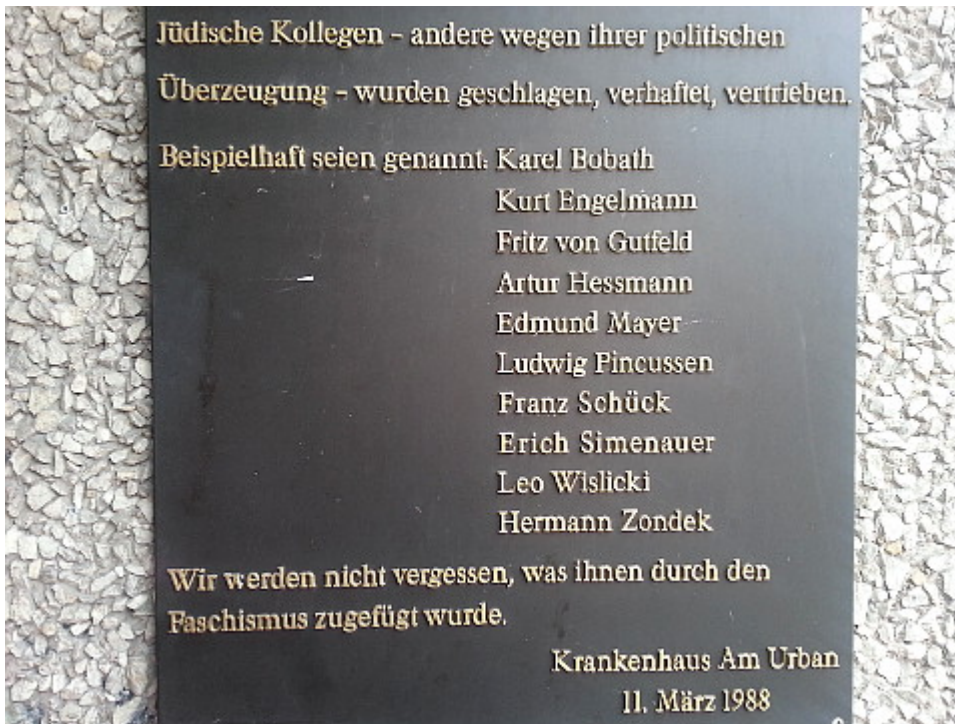 Jüdische Kollegen – andere wegen ihrer politischen
Überzeugung – wurden geschlagen, verhaftet, vertrieben.
Beispielhaft seien genannt: Karel Bobath
Kurt Engelmann
Fritz von Gutfeld
Artur Hessmann
Edmund Mayer
Ludwig Pincussen
Franz Schück
Erich Simenauer
Leo Wislicki
Hermann Zondek
Wir werden nicht vergessen, was ihnen durch den
Faschismus zugefügt wurde.
Krankenhaus Am Urban
11. März 1988